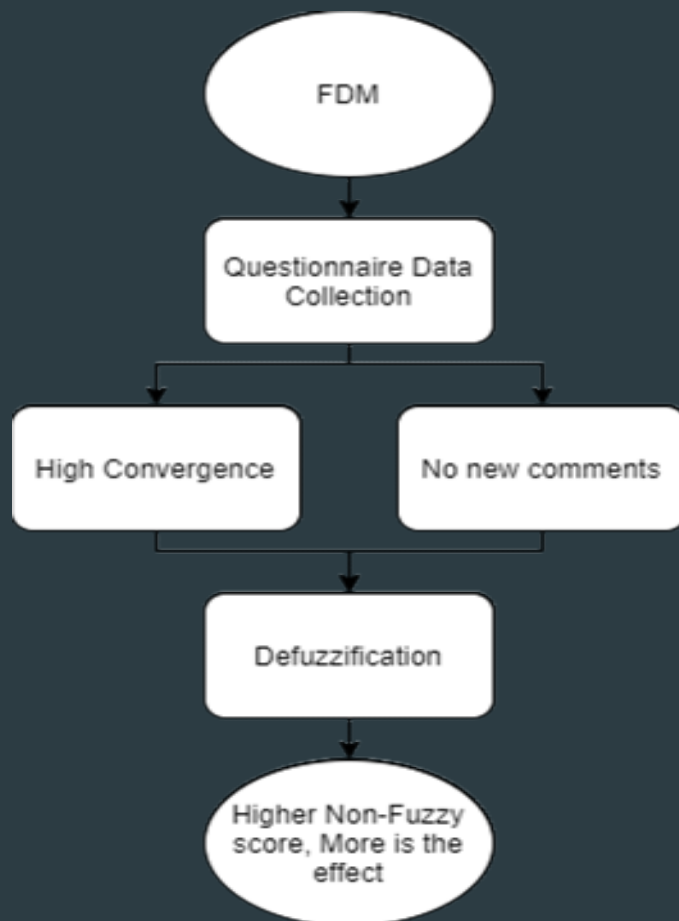 FDM
Questionnaire Data
Collection
High Convergence
No new comments
Defuzzification
Higher Non-Fuzzy
score, More is the
effect